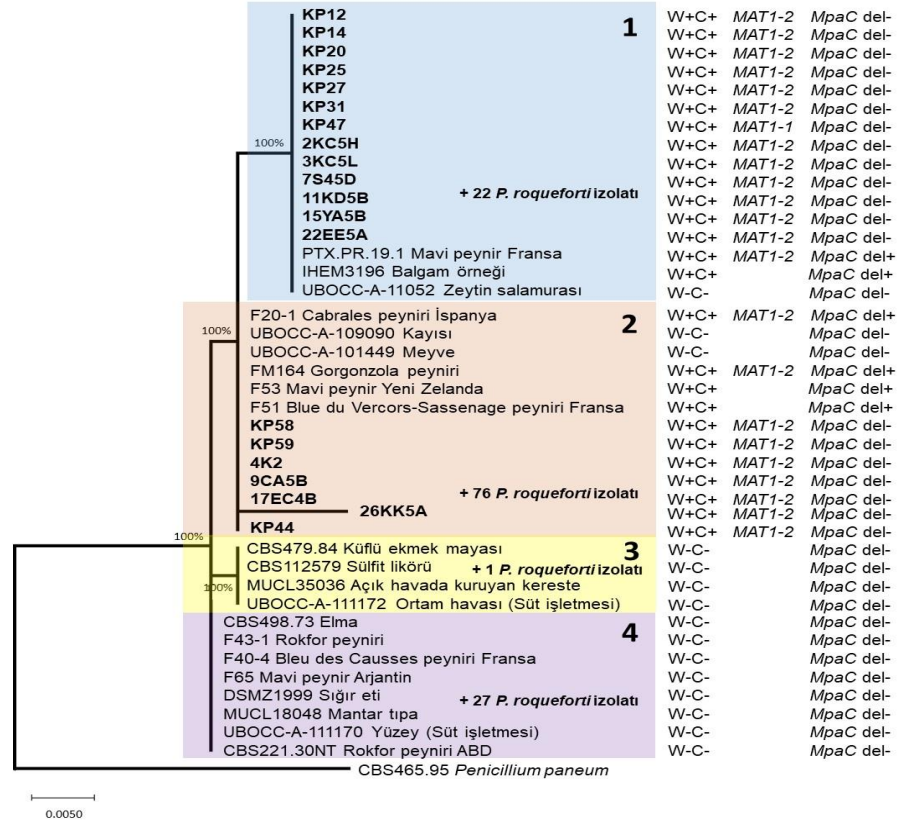 KP12 W+C+ MAT1-2 MpaC del-
1
KP14 W+C+ MAT1-2 MpaC del-
KP20 W+C+ MAT1-2 MpaC del-
KP25 W+C+ MAT1-2 MpaC del-
KP27 W+C+ MAT1-2 MpaC del-
KP31 W+C+ MAT1-2 MpaC del-
KP47 W+C+ MAT1-1 MpaC del-
100%
2KC5H W+C+ MAT1-2 MpaC del-
3KC5L W+C+ MAT1-2 MpaC del-
7S45D W+C+ MAT1-2 MpaC del-
11KD5B + 22 P. roqueforti izolatı W+C+ MAT1-2 MpaC del-
15YA5B W+C+ MAT1-2 MpaC del-
22EE5A W+C+ MAT1-2 MpaC del-
PTX.PR.19.1 Mavi peynir Fransa W+C+ MAT1-2 MpaC del+
IHEM3196 Balgam örneği W+C+ MpaC del+
UBOCC-A-11052 Zeytin salamurası W-C- MpaC del-
F20-1 Cabrales peyniri İspanya W+C+ MAT1-2 MpaC del+
2
100%
UBOCC-A-109090 Kayısı W-C- MpaC del-
UBOCC-A-101449 Meyve W-C- MpaC del-
FM164 Gorgonzola peyniri W+C+ MAT1-2 MpaC del+
F53 Mavi peynir Yeni Zelanda W+C+ MpaC del+
F51 Blue du Vercors-Sassenage peyniri Fransa W+C+ MpaC del+
KP58 W+C+ MAT1-2 MpaC del-
KP59 W+C+ MAT1-2 MpaC del-
4K2 W+C+ MAT1-2 MpaC del-
9CA5B W+C+ MAT1-2 MpaC del-
17EC4B + 76 P. roqueforti izolatı W+C+ MAT1-2 MpaC del-
26KK5A W+C+ MAT1-2 MpaC del-
KP44 W+C+ MAT1-2 MpaC del-
100%
CBS479.84 Küflü ekmek mayası 3 W-C- MpaC del-
CBS112579 Sülfit likörü + 1 P. roqueforti izolatı W-C- MpaC del-
100%
MUCL35036 Açık havada kuruyan kereste W-C- MpaC del-
UBOCC-A-111172 Ortam havası (Süt işletmesi) W-C- MpaC del-
CBS498.73 Elma W-C- MpaC del-
4
F43-1 Rokfor peyniri W-C- MpaC del-
F40-4 Bleu des Causses peyniri Fransa W-C- MpaC del-
F65 Mavi peynir Arjantin W-C- MpaC del-
DSMZ1999 Sığır eti + 27 P. roqueforti izolatı W-C- MpaC del-
MUCL18048 Mantar tıpa W-C- MpaC del-
UBOCC-A-111170 Yüzey (Süt işletmesi) W-C- MpaC del-
CBS221.30NT Rokfor peyniri ABD W-C- MpaC del-
CBS465.95 Penicillium paneum
0.0050